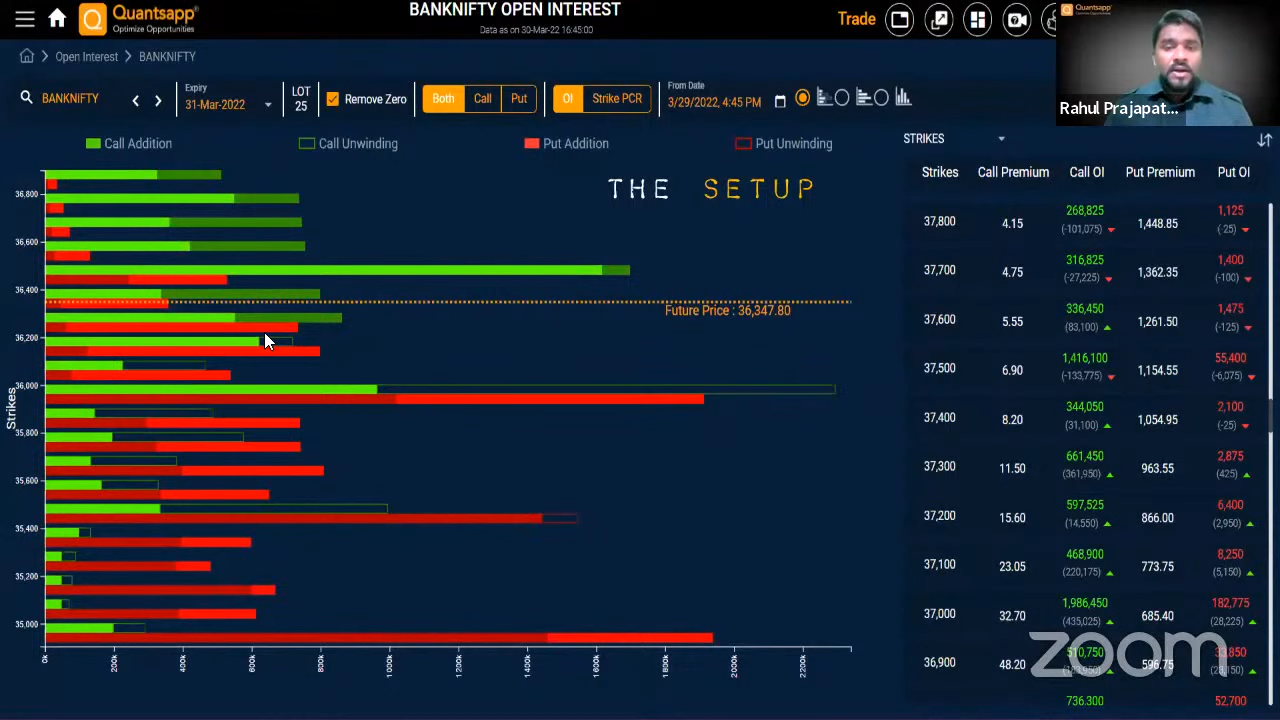 Quantsapp
Optimize Opportunities
BANKNIFTY OPEN INTEREST
Data as on 30-Mar-22 16:45:00
Trade
Quantsapp
Rahul Prajapat...
Open Interest
BANKNIFTY
BANKNIFTY
Expiry
31-Mar-2022
LOT
25
Remove Zero
Both Call Put
OI Strike PCR
From Date
3/29/2022, 4:45 PM
Call Addition
Call Unwinding
Put Addition
Put Unwinding
THE SETUP
Future Price : 36,347.80
Strikes
36,800
36,600
36,400
36,200
36,000
35,800
35,600
35,400
35,200
35,000
0k 200k 400k 600k 800k 1000k 1200k 1400k 1600k 1800k 2000k 2200k
STRIKES
Strikes Call Premium Call OI Put Premium Put OI
37,800 4.15 268,825 (-101,075) 1,448.85 1,125 (-25)
37,700 4.75 316,825 (-27,225) 1,362.35 1,400 (-100)
37,600 5.55 336,450 (83,100) 1,261.50 1,475 (-125)
37,500 6.90 1,416,100 (-133,775) 1,154.55 55,400 (-6,075)
37,400 8.20 344,050 (31,100) 1,054.95 2,100 (-25)
37,300 11.50 661,450 (361,950) 963.55 2,875 (425)
37,200 15.60 597,525 (14,550) 866.00 6,400 (2,950)
37,100 23.05 468,900 (220,175) 773.75 8,250 (5,150)
37,000 32.70 1,986,450 (435,025) 685.40 182,775 (28,225)
36,900 48.20 510,750 596.75
736,300 52,700
zoom